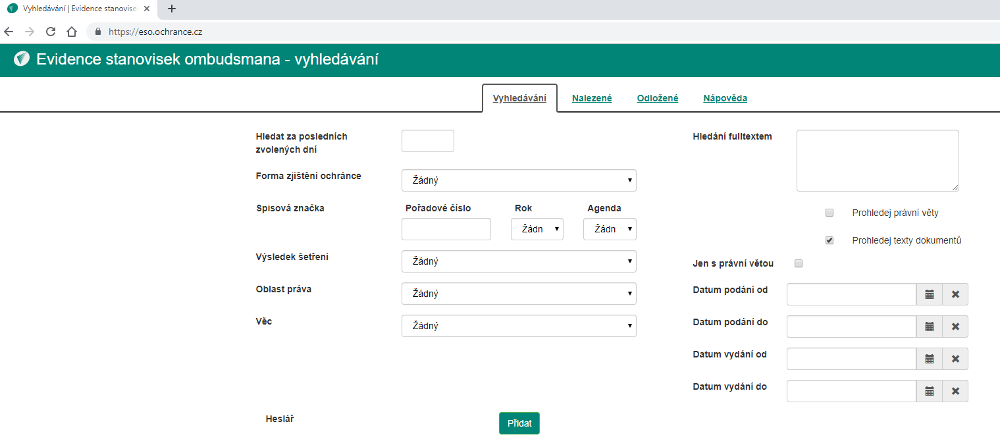 Vyhledávání | Evidence stanovise
https://eso.ochrance.cz
Evidence stanovisek ombudsmana - vyhledávání
Vyhledávání
Nalezené
Odložené
Nápověda
Hledat za posledních
zvolených dní
Forma zjištění ochránce
Žádný
Spisová značka
Pořadové číslo
Rok
Agenda
Žádn
Žádn
Výsledek šetření
Žádný
Oblast práva
Žádný
Věc
Žádný
Hledání fulltextem
Prohledej právní věty
Prohledej texty dokumentů
Jen s právní větou
Datum podání od
Datum podání do
Datum vydání od
Datum vydání do
Heslář
Přidat